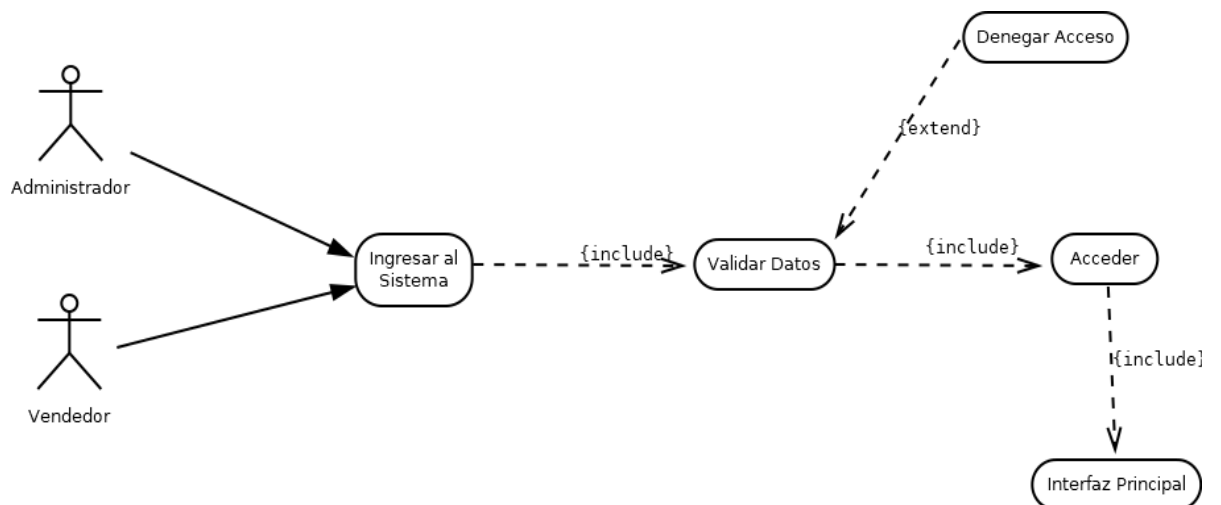 Denegar Acceso
{extend}
Administrador
Ingresar al
Sistema
{include}
Validar Datos
{include}
Acceder
Vendedor
{include}
Interfaz Principal